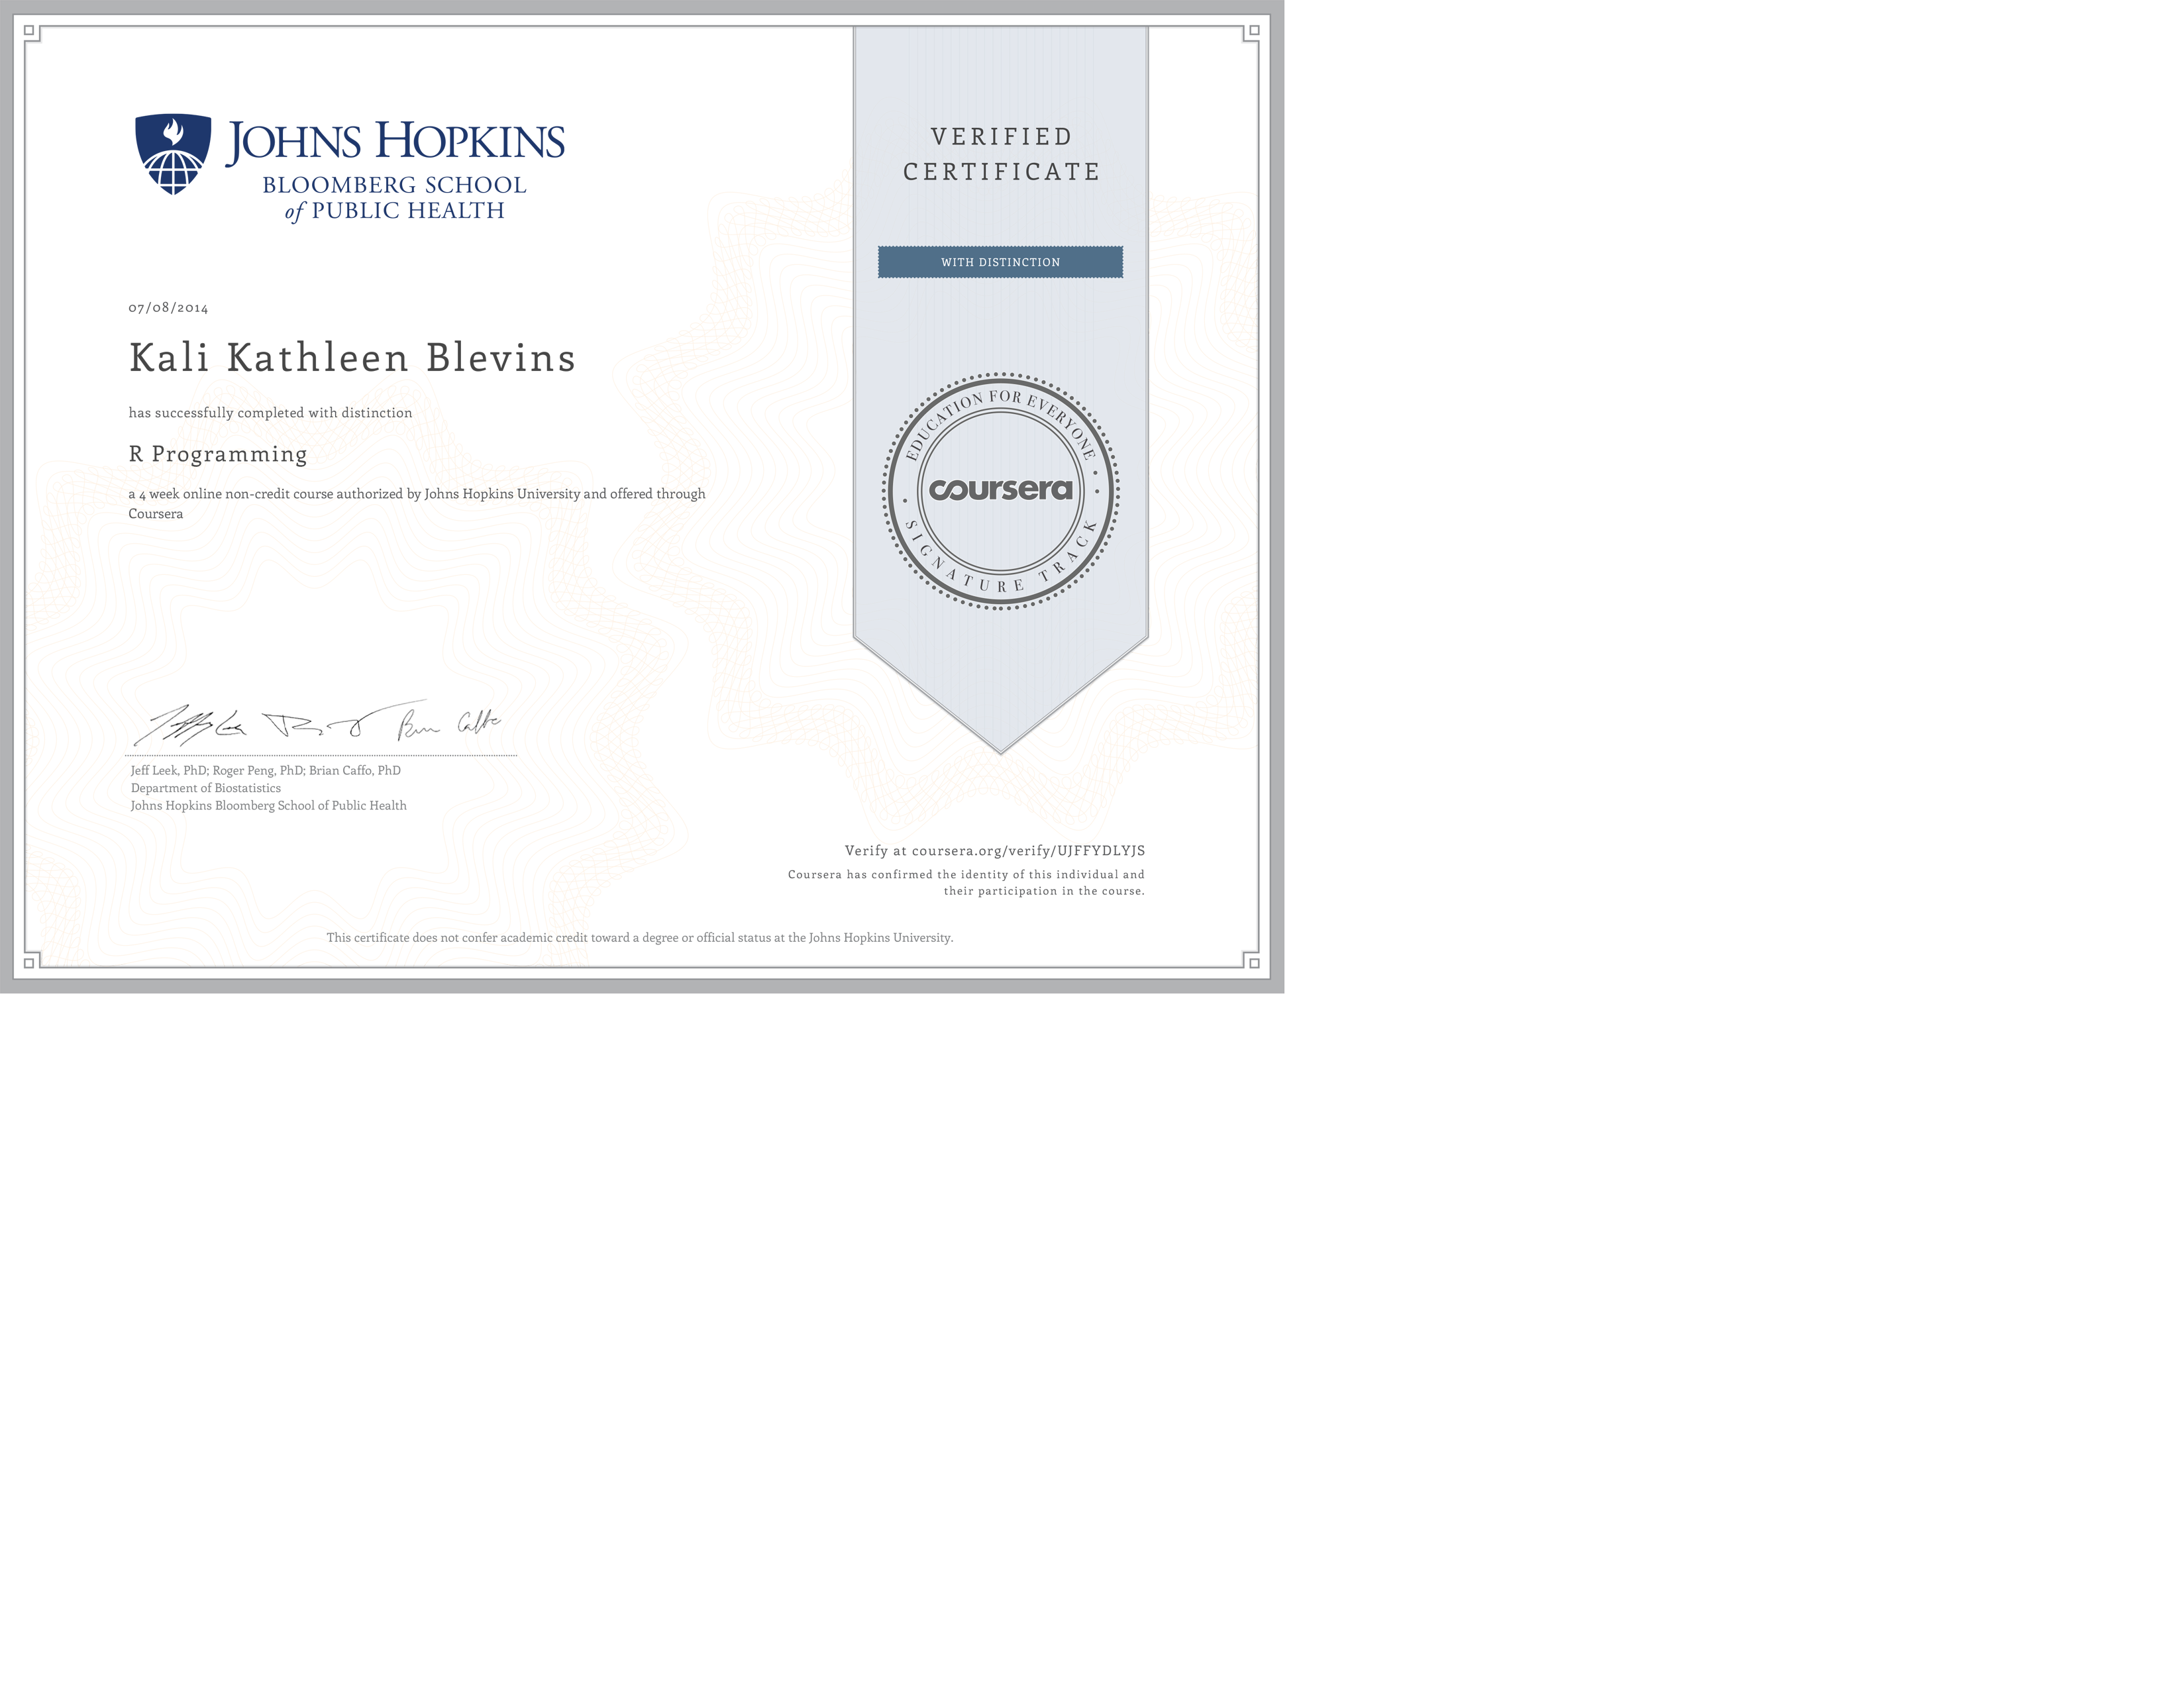 JOHNS HOPKINS
BLOOMBERG SCHOOL
of PUBLIC HEALTH
VERIFIED
CERTIFICATE
WITH DISTINCTION
07/08/2014
Kali Kathleen Blevins
has successfully completed with distinction
R Programming
a 4 week online non-credit course authorized by Johns Hopkins University and offered through
Coursera
EDUCATION FOR EVERYONE
coursera
SIGNATURE TRACK
Jeff Leek, PhD; Roger Peng, PhD; Brian Caffo, PhD
Department of Biostatistics
Johns Hopkins Bloomberg School of Public Health
Verify at coursera.org/verify/UJFFYDLYJS
Coursera has confirmed the identity of this individual and
their participation in the course.
This certificate does not confer academic credit toward a degree or official status at the Johns Hopkins University.